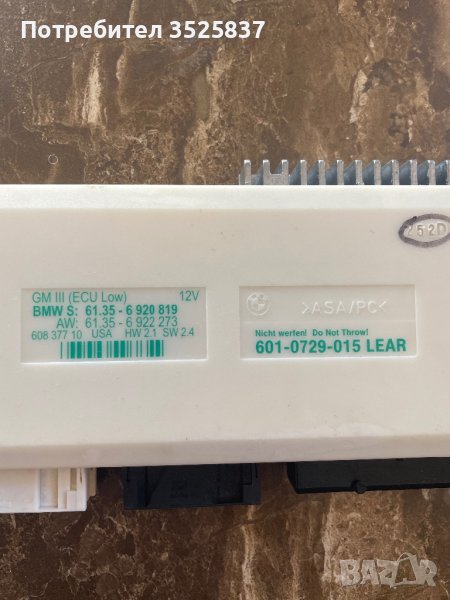 Потребител 3525837
252D
GM III (ECU Low) 12V
BMW S: 61.35 - 6 920 819
AW: 61.35 - 6 922 273
608 377 10 USA HW 2.1 SW 2.4
>ASA/PC<
Nicht werfen! Do Not Throw!
601-0729-015 LEAR
BAZAR